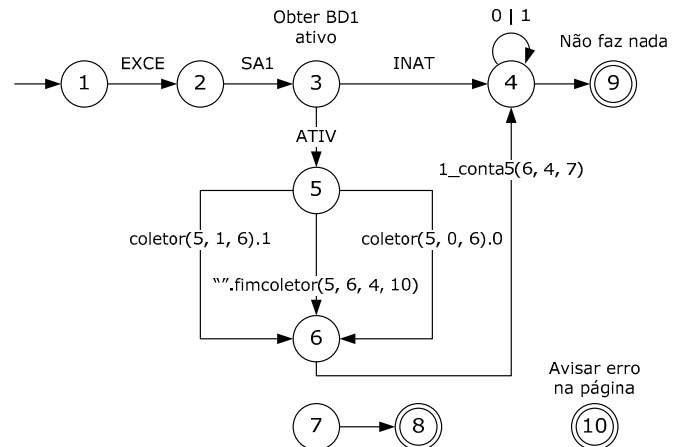 Obter BD1
ativo
0 | 1
Não faz nada
EXCE
SA1
INAT
1
2
3
4
9
ATIV
1_conta5(6, 4, 7)
5
coletor(5, 1, 6).1
coletor(5, 0, 6).0
“”.fimcoletor(5, 6, 4, 10)
6
Avisar erro
na página
7
8
10